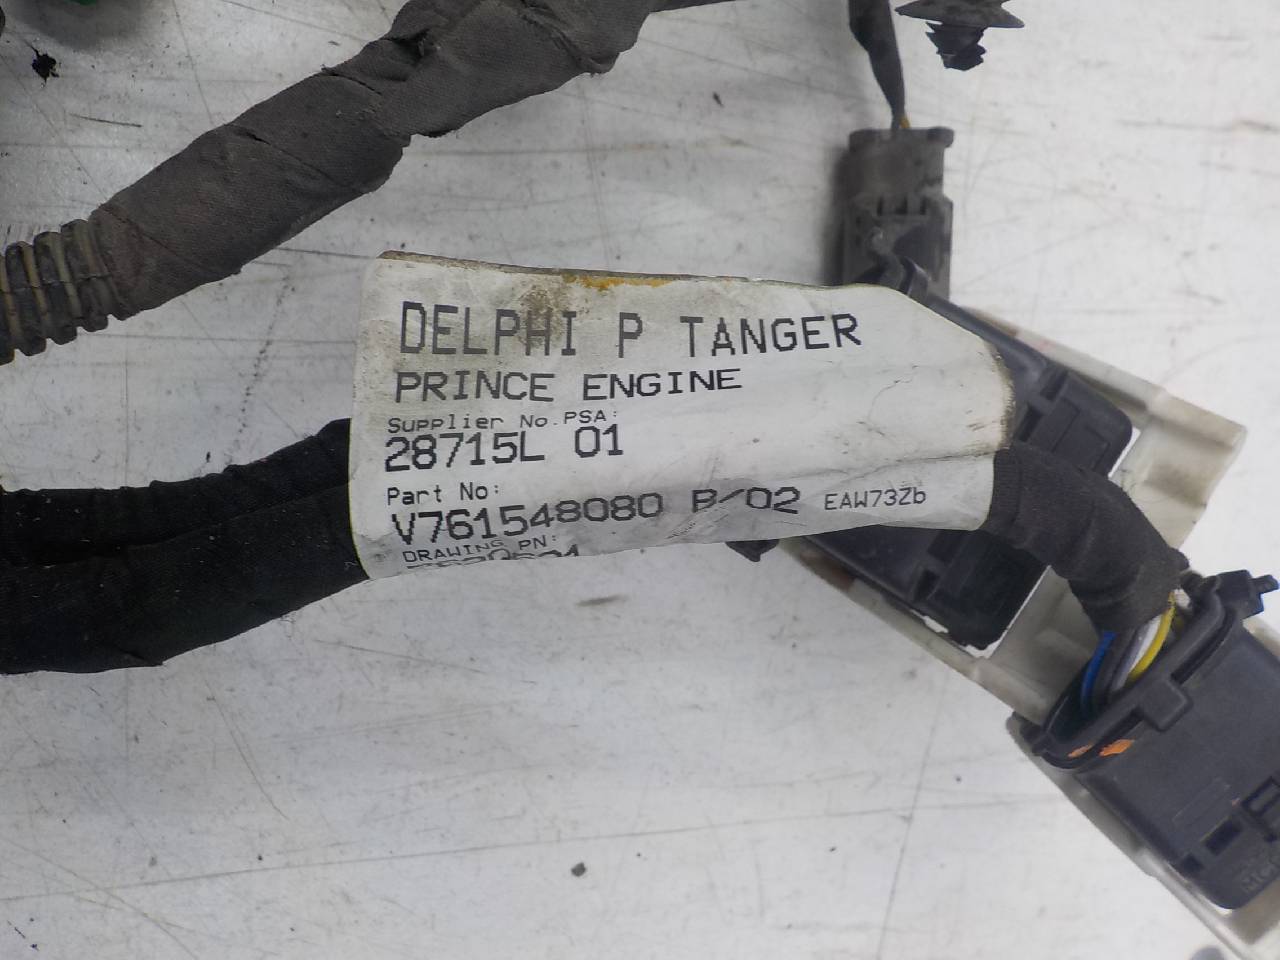 DELPHI P TANGER
PRINCE ENGINE
Supplier No.PSA:
28715L 01
Part No:
V761548080 B/02 EAW73Zb
DRAWING PN: